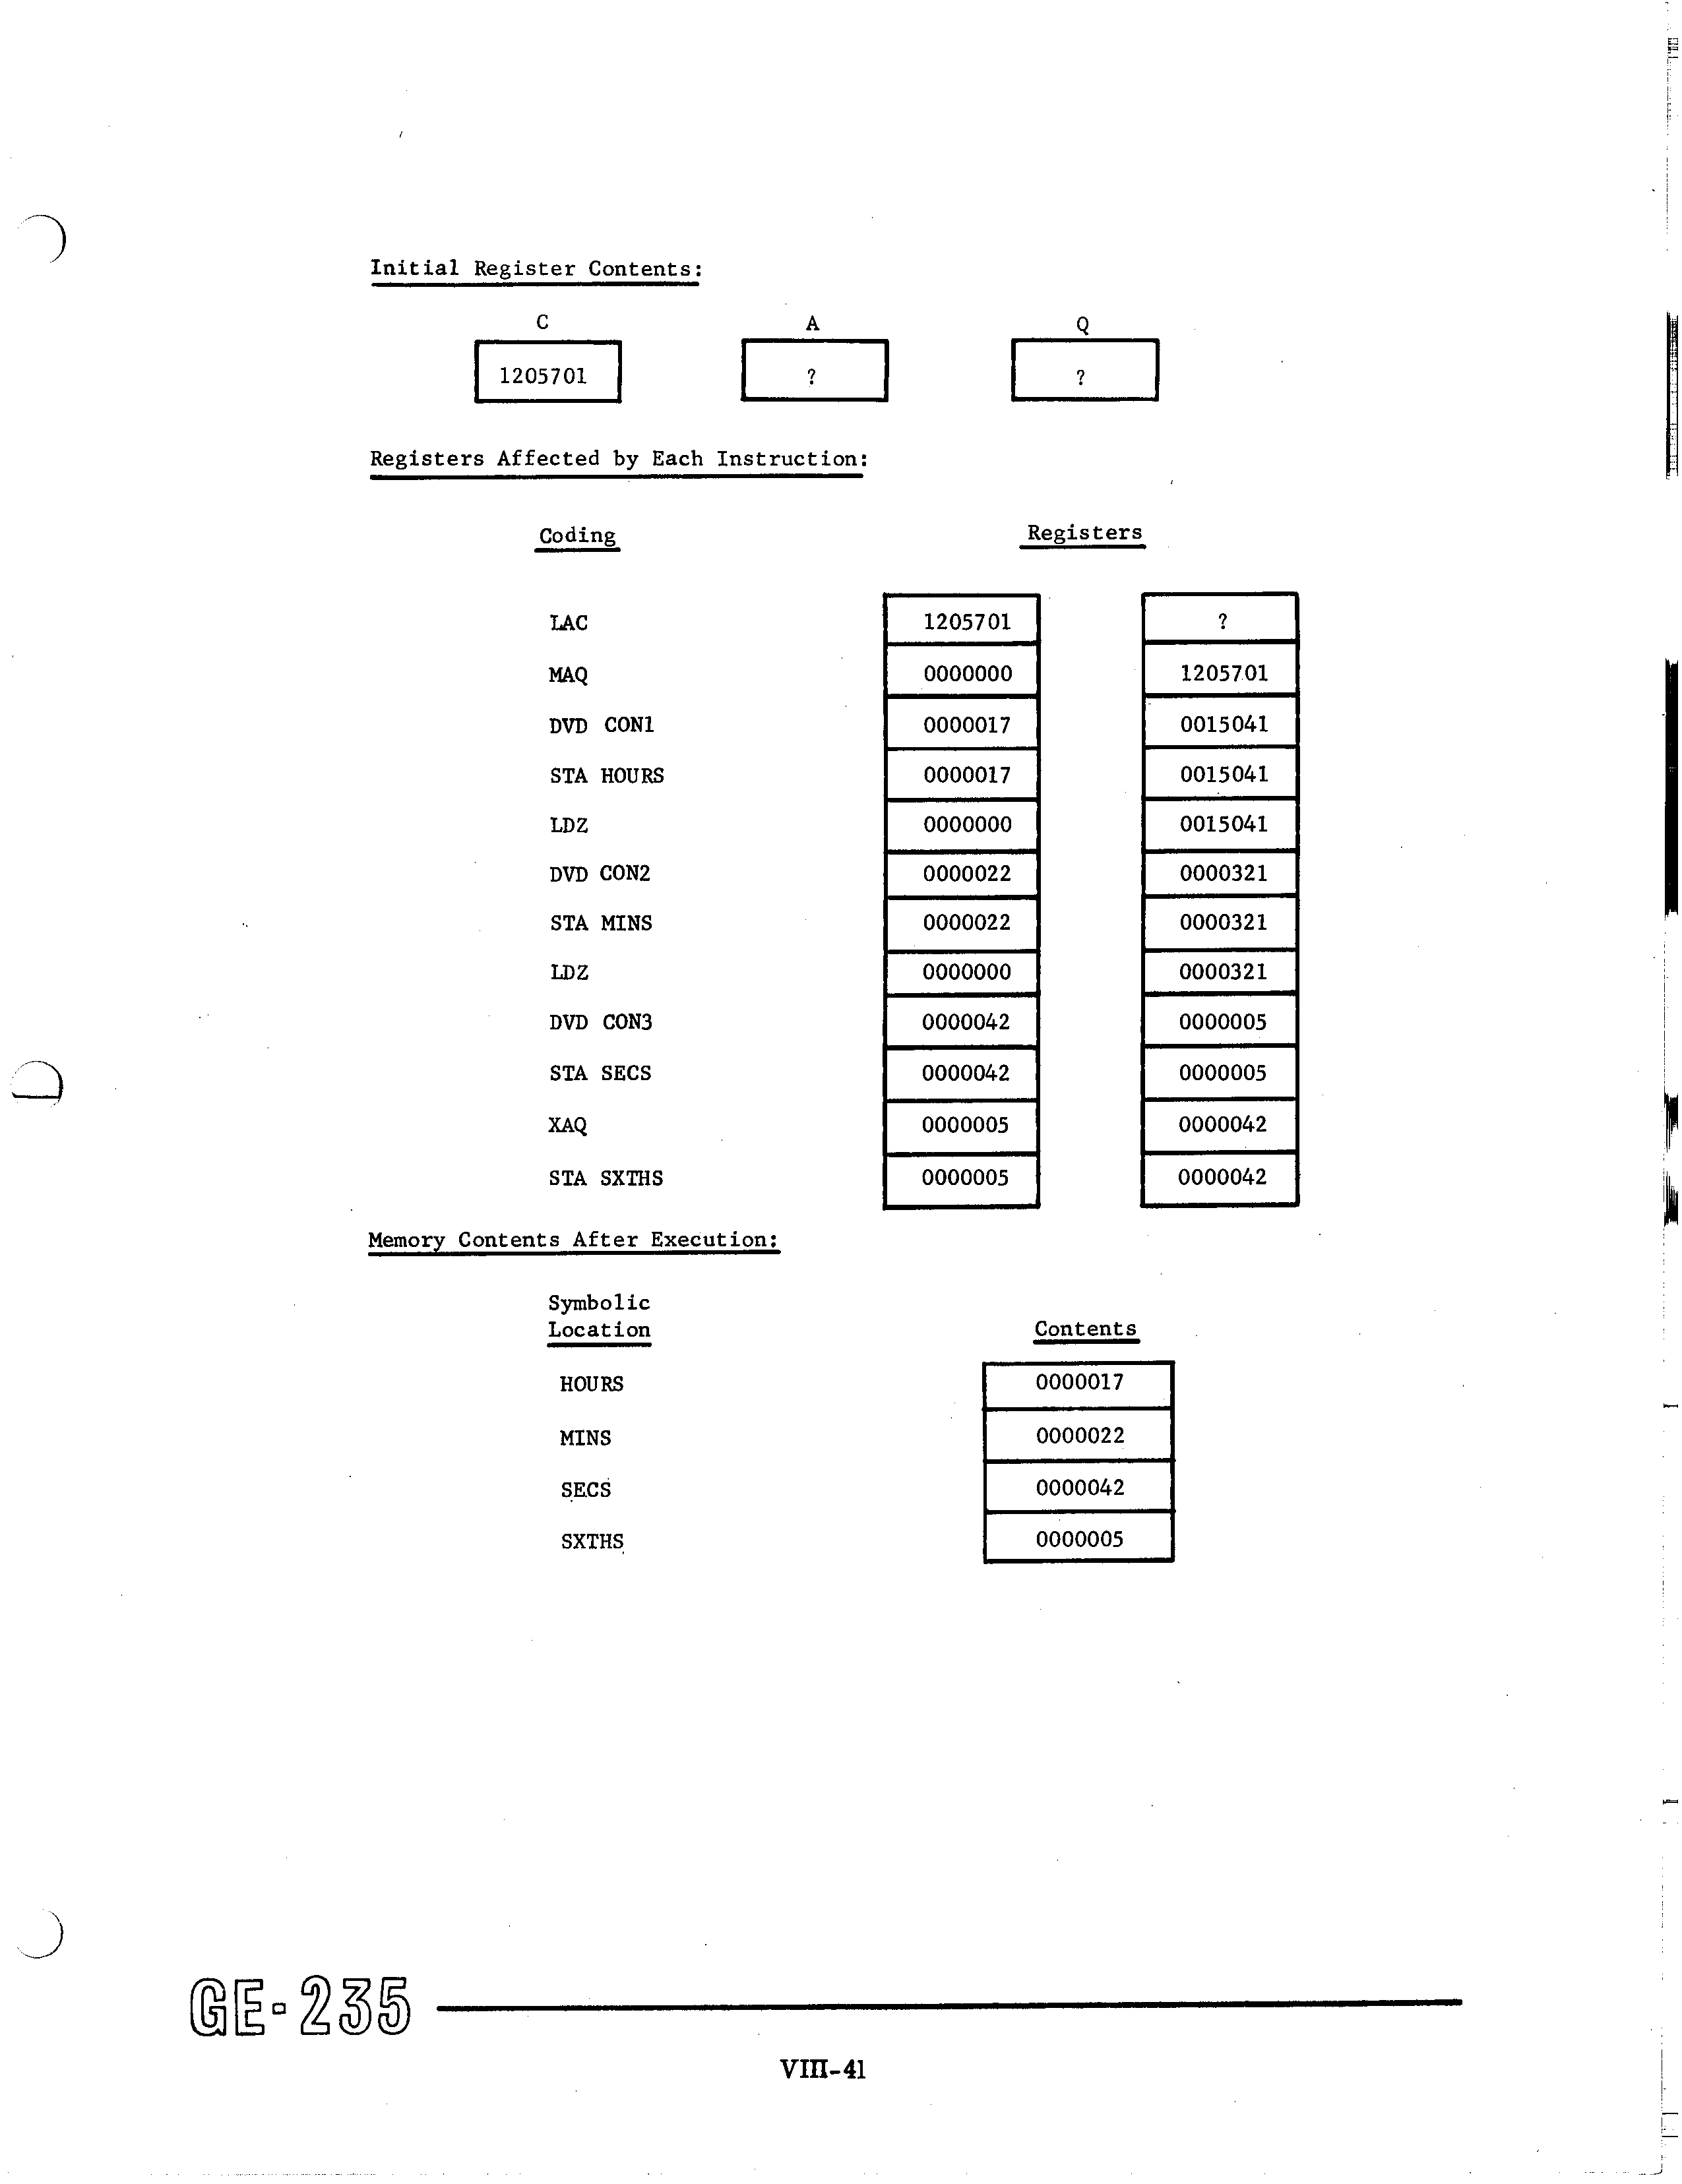 Initial Register Contents:
C A Q
1205701 ? ?
Registers Affected by Each Instruction:
Coding Registers
LAC 1205701 ?
MAQ 0000000 1205701
DVD CON1 0000017 0015041
STA HOURS 0000017 0015041
LDZ 0000000 0015041
DVD CON2 0000022 0000321
STA MINS 0000022 0000321
LDZ 0000000 0000321
DVD CON3 0000042 0000005
STA SECS 0000042 0000005
XAQ 0000005 0000042
STA SXTHS 0000005 0000042
Memory Contents After Execution:
Symbolic
Location Contents
HOURS 0000017
MINS 0000022
SECS 0000042
SXTHS 0000005
GE-235
VIII-41